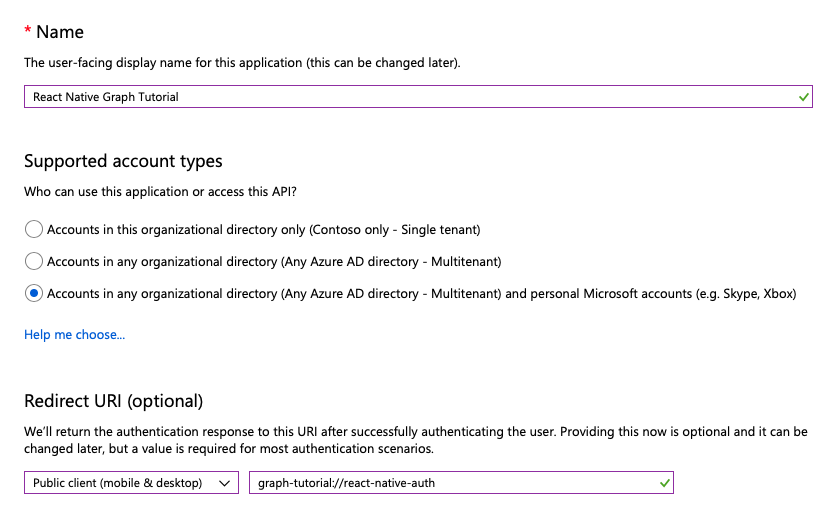 * Name
The user-facing display name for this application (this can be changed later).
React Native Graph Tutorial
Supported account types
Who can use this application or access this API?
Accounts in this organizational directory only (Contoso only - Single tenant)
Accounts in any organizational directory (Any Azure AD directory - Multitenant)
Accounts in any organizational directory (Any Azure AD directory - Multitenant) and personal Microsoft accounts (e.g. Skype, Xbox)
Help me choose...
Redirect URI (optional)
We'll return the authentication response to this URI after successfully authenticating the user. Providing this now is optional and it can be
changed later, but a value is required for most authentication scenarios.
Public client (mobile & desktop) graph-tutorial://react-native-auth